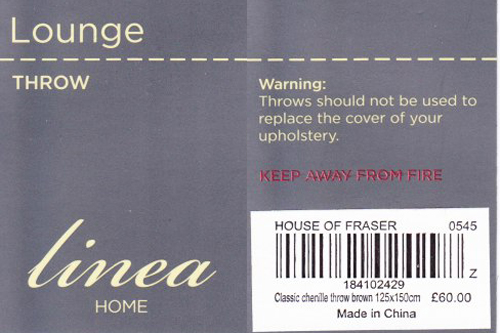 Lounge
THROW
Warning:
Throws should not be used to
replace the cover of your
upholstery.
KEEP AWAY FROM FIRE
linea
HOME
HOUSE OF FRASER 0545
Z
184102429
Classic chenille throw brown 125x150cm £60.00
Made in China